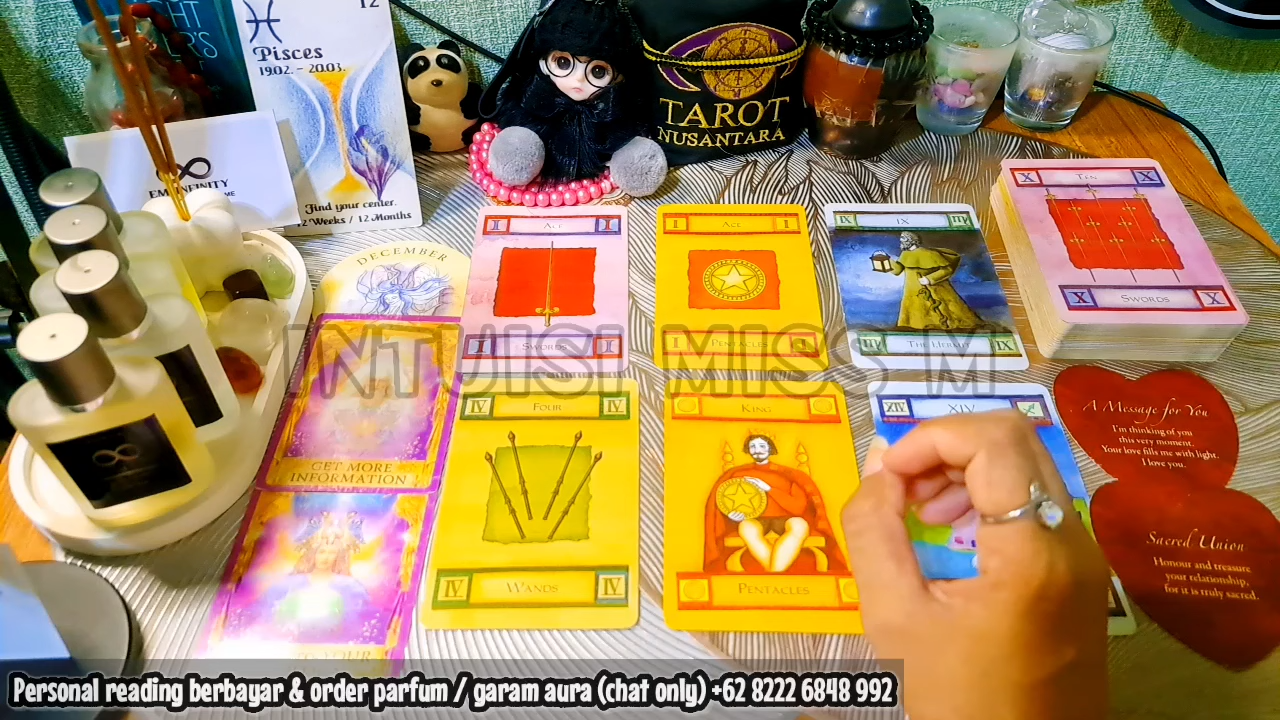 12
Pisces
19.02. - 20.03.
Find your center.
12 Weeks / 12 Months
TAROT
NUSANTARA
DECEMBER
I ACE I
I SWORDS I
I ACE I
I PENTACLES I
IX IX ♍
♍ THE HERMIT IX
X TEN X
X SWORDS X
INTUISI MISS M
GET MORE
INFORMATION
IV FOUR IV
IV WANDS IV
KING
PENTACLES
XIV XIV
A Message for You
I'm thinking of you
this very moment.
Your love fills me with light.
I love you.
Sacred Union
Honour and treasure
your relationship,
for it is truly sacred.
Personal reading berbayar & order parfum / garam aura (chat only) +62 8222 6848 992